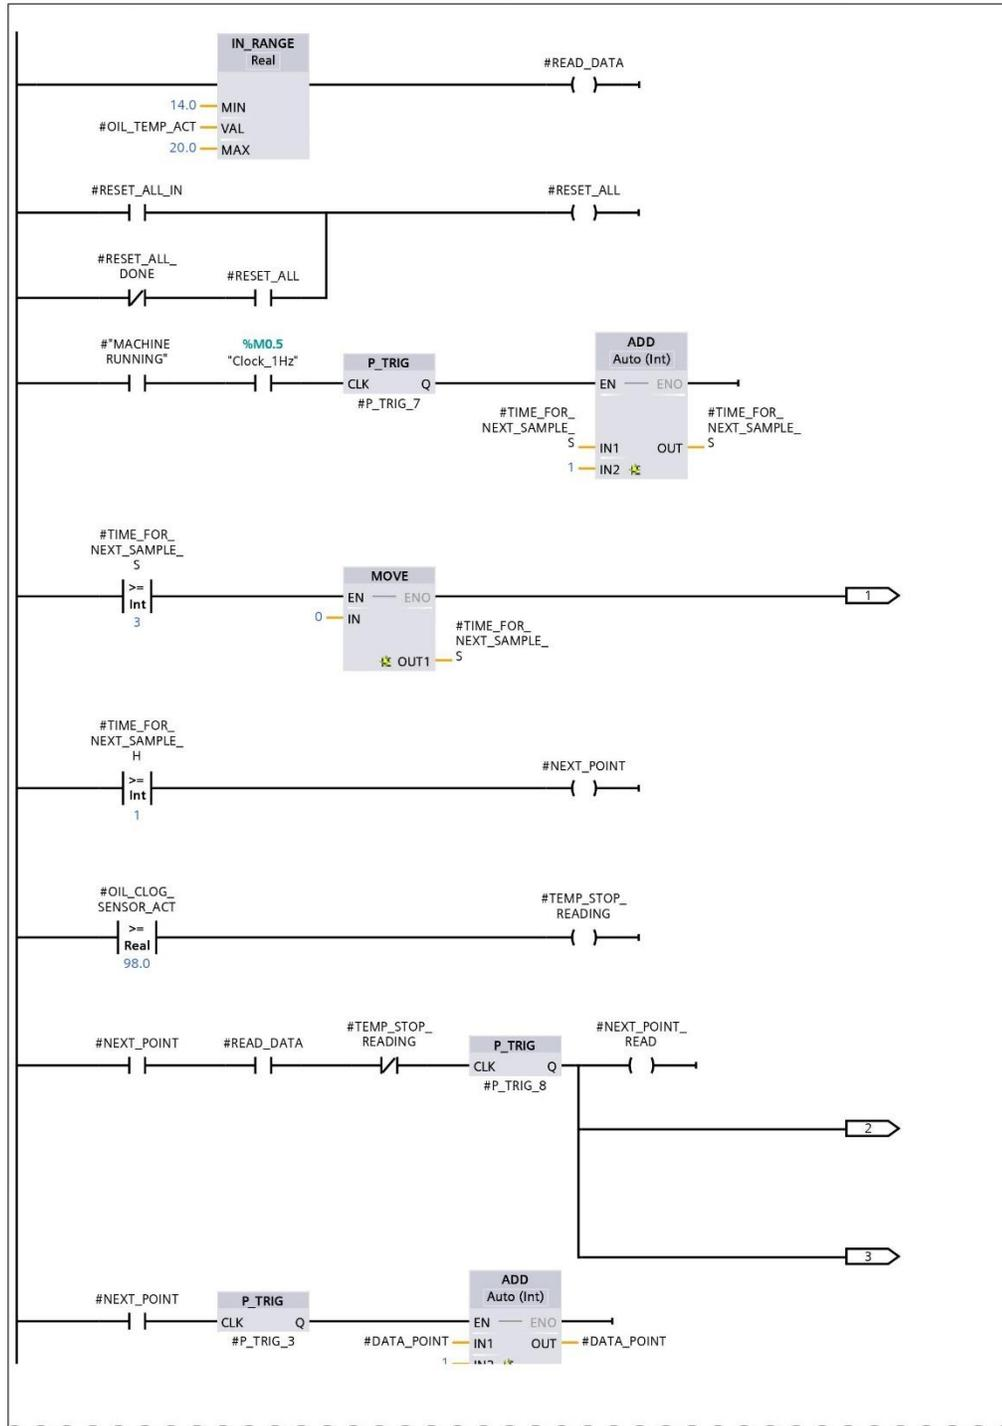 IN_RANGE
Real
#READ_DATA
14.0 MIN
#OIL_TEMP_ACT VAL
20.0 MAX
#RESET_ALL_IN
#RESET_ALL
#RESET_ALL_
DONE
#RESET_ALL
#"MACHINE
RUNNING"
%M0.5
"Clock_1Hz"
P_TRIG
CLK Q
#P_TRIG_7
ADD
Auto (Int)
EN ENO
#TIME_FOR_
NEXT_SAMPLE_
S IN1
1 IN2
OUT
#TIME_FOR_
NEXT_SAMPLE_
S
#TIME_FOR_
NEXT_SAMPLE_
S
>=
Int
3
MOVE
EN ENO
0 IN
OUT1
#TIME_FOR_
NEXT_SAMPLE_
S
1
#TIME_FOR_
NEXT_SAMPLE_
H
>=
Int
1
#NEXT_POINT
#OIL_CLOG_
SENSOR_ACT
>=
Real
98.0
#TEMP_STOP_
READING
#NEXT_POINT
#READ_DATA
#TEMP_STOP_
READING
P_TRIG
CLK Q
#P_TRIG_8
#NEXT_POINT_
READ
2
3
#NEXT_POINT
P_TRIG
CLK Q
#P_TRIG_3
ADD
Auto (Int)
EN ENO
#DATA_POINT IN1
OUT #DATA_POINT
1 IN2